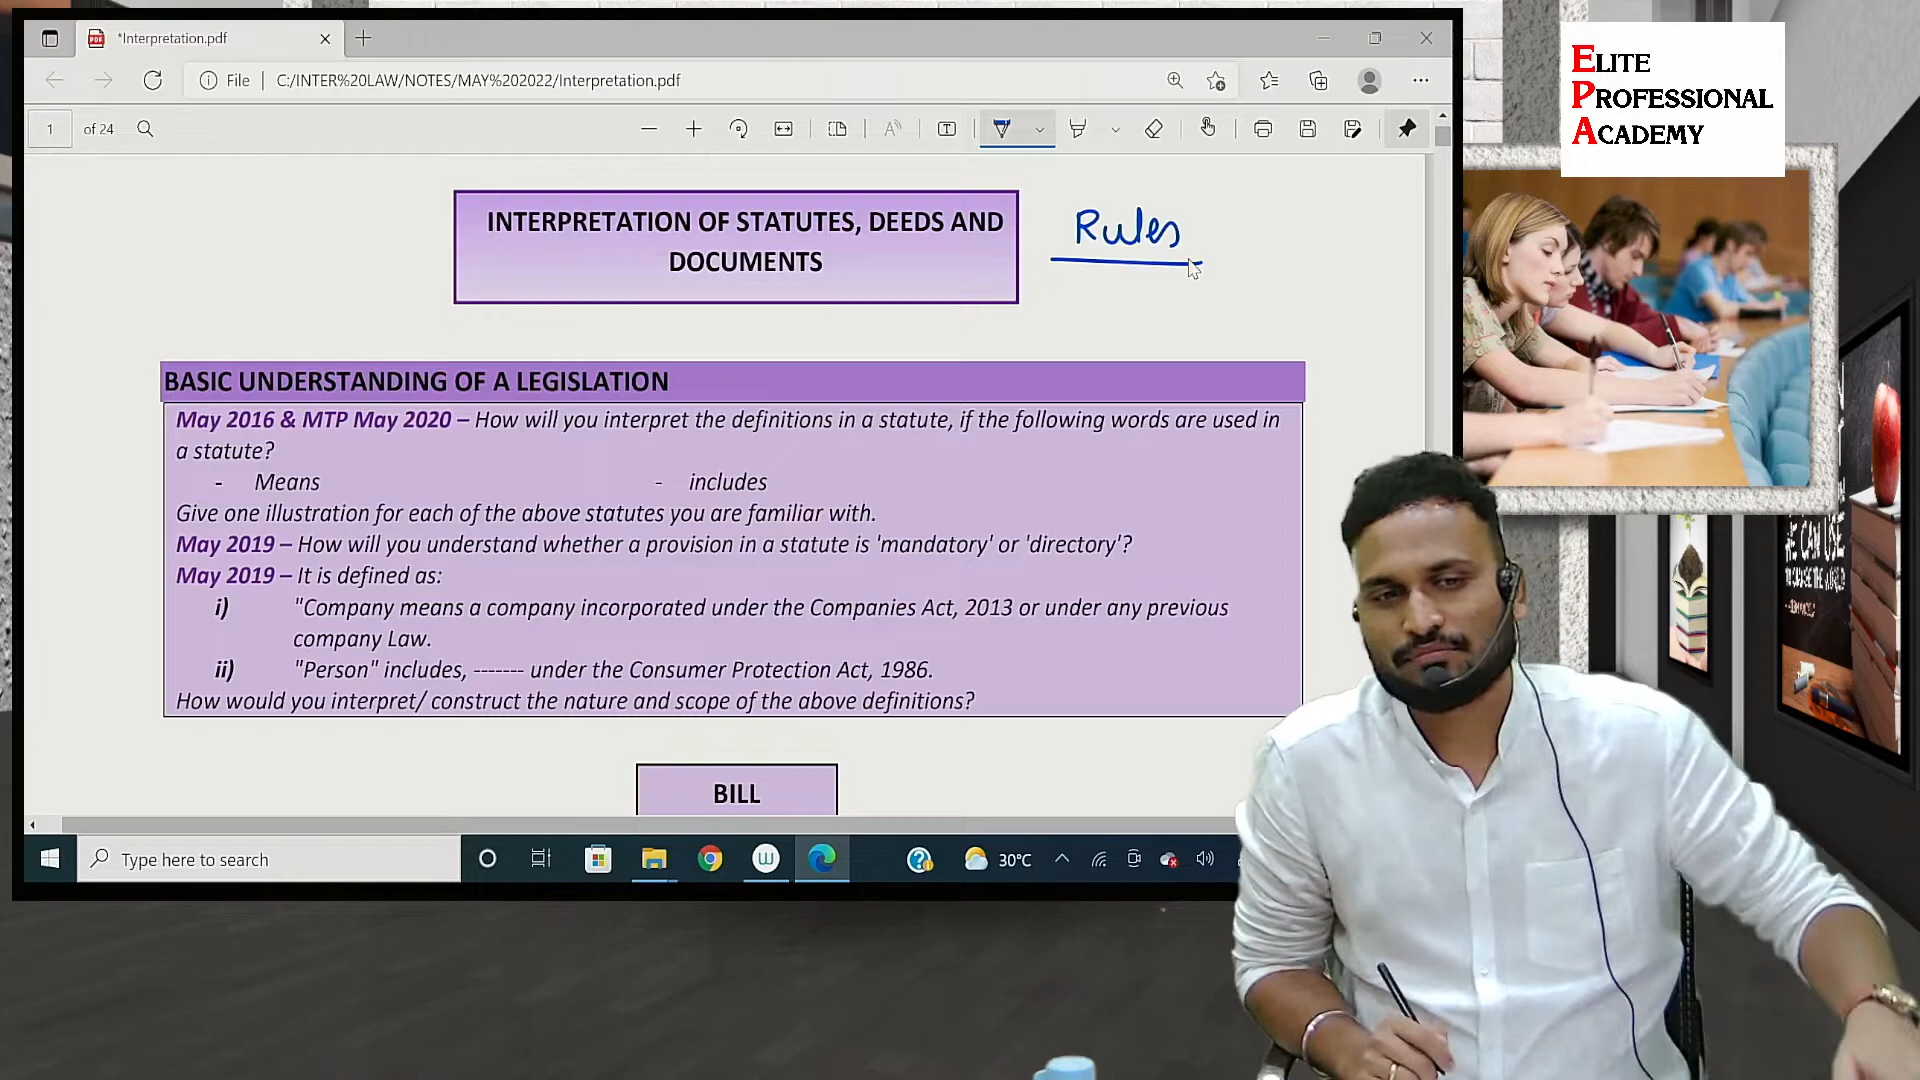 *Interpretation.pdf
File | C:/INTER%20LAW/NOTES/MAY%202022/Interpretation.pdf
1 of 24
INTERPRETATION OF STATUTES, DEEDS AND
DOCUMENTS
Rules
BASIC UNDERSTANDING OF A LEGISLATION
May 2016 & MTP May 2020 – How will you interpret the definitions in a statute, if the following words are used in
a statute?
- Means - includes
Give one illustration for each of the above statutes you are familiar with.
May 2019 – How will you understand whether a provision in a statute is 'mandatory' or 'directory'?
May 2019 – It is defined as:
i) "Company means a company incorporated under the Companies Act, 2013 or under any previous
company Law.
ii) "Person" includes, ------- under the Consumer Protection Act, 1986.
How would you interpret/ construct the nature and scope of the above definitions?
BILL
Type here to search
30°C
ELITE
PROFESSIONAL
ACADEMY
CAN USE